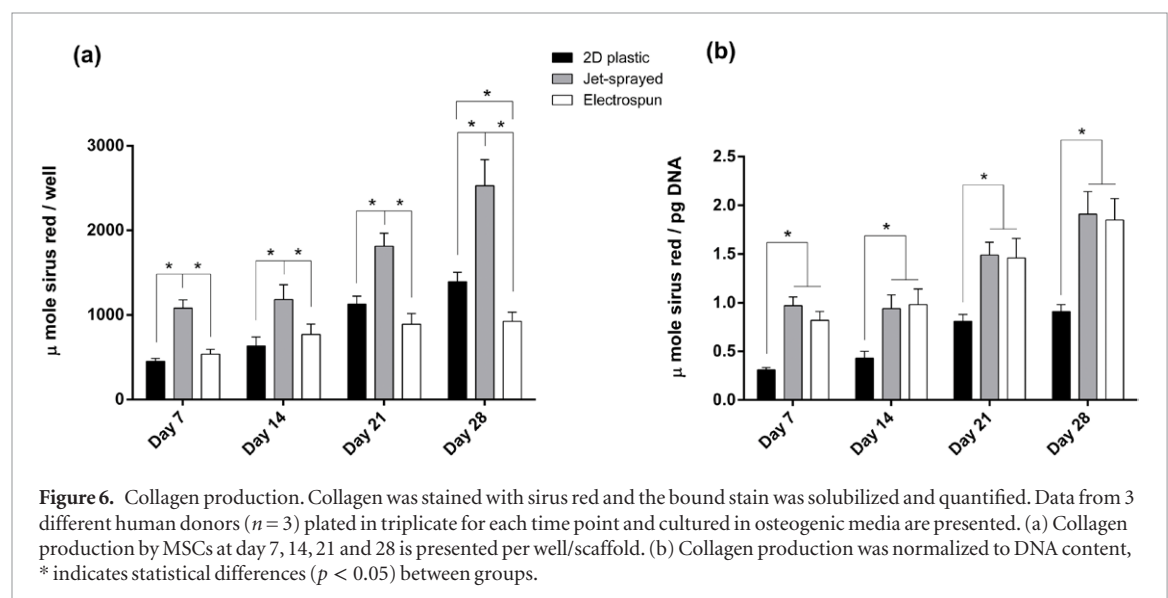 (a)
2D plastic
Jet-sprayed
Electrospun
(b)
μ mole sirus red / well
3000
2000
1000
0
* * * * * * * * *
Day 7 Day 14 Day 21 Day 28
μ mole sirus red / pg DNA
2.5
2.0
1.5
1.0
0.5
0.0
* * * *
Day 7 Day 14 Day 21 Day 28
Figure 6. Collagen production. Collagen was stained with sirus red and the bound stain was solubilized and quantified. Data from 3
different human donors (n = 3) plated in triplicate for each time point and cultured in osteogenic media are presented. (a) Collagen
production by MSCs at day 7, 14, 21 and 28 is presented per well/scaffold. (b) Collagen production was normalized to DNA content,
* indicates statistical differences (p < 0.05) between groups.